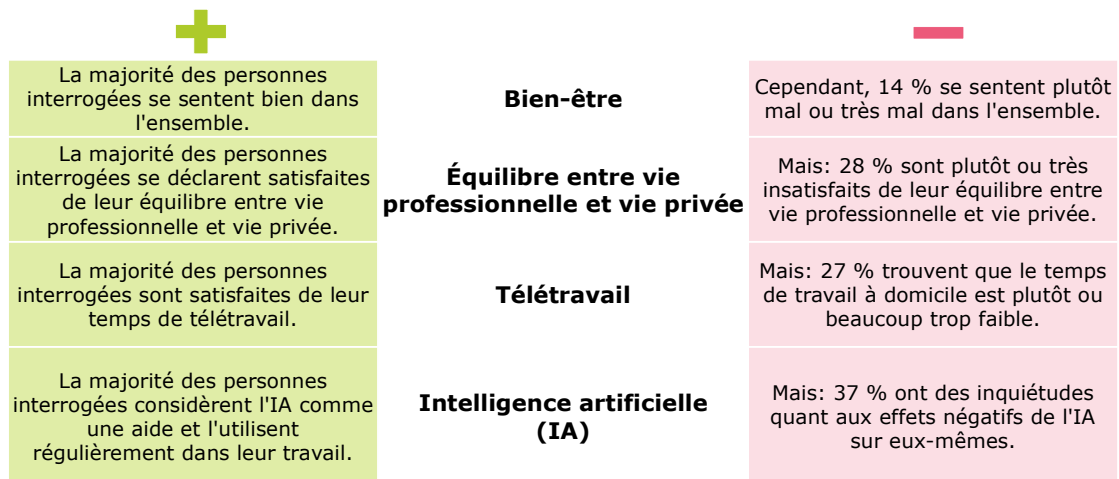 La majorité des personnes
interrogées se sentent bien dans
l'ensemble.
Bien-être
Cependant, 14 % se sentent plutôt
mal ou très mal dans l'ensemble.
La majorité des personnes
interrogées se déclarent satisfaites
de leur équilibre entre vie
professionnelle et vie privée.
Équilibre entre vie
professionnelle et vie privée
Mais: 28 % sont plutôt ou très
insatisfaits de leur équilibre entre
vie professionnelle et vie privée.
La majorité des personnes
interrogées sont satisfaites de leur
temps de télétravail.
Télétravail
Mais: 27 % trouvent que le temps
de travail à domicile est plutôt ou
beaucoup trop faible.
La majorité des personnes
interrogées considèrent l'IA comme
une aide et l'utilisent
régulièrement dans leur travail.
Intelligence artificielle
(IA)
Mais: 37 % ont des inquiétudes
quant aux effets négatifs de l'IA
sur eux-mêmes.